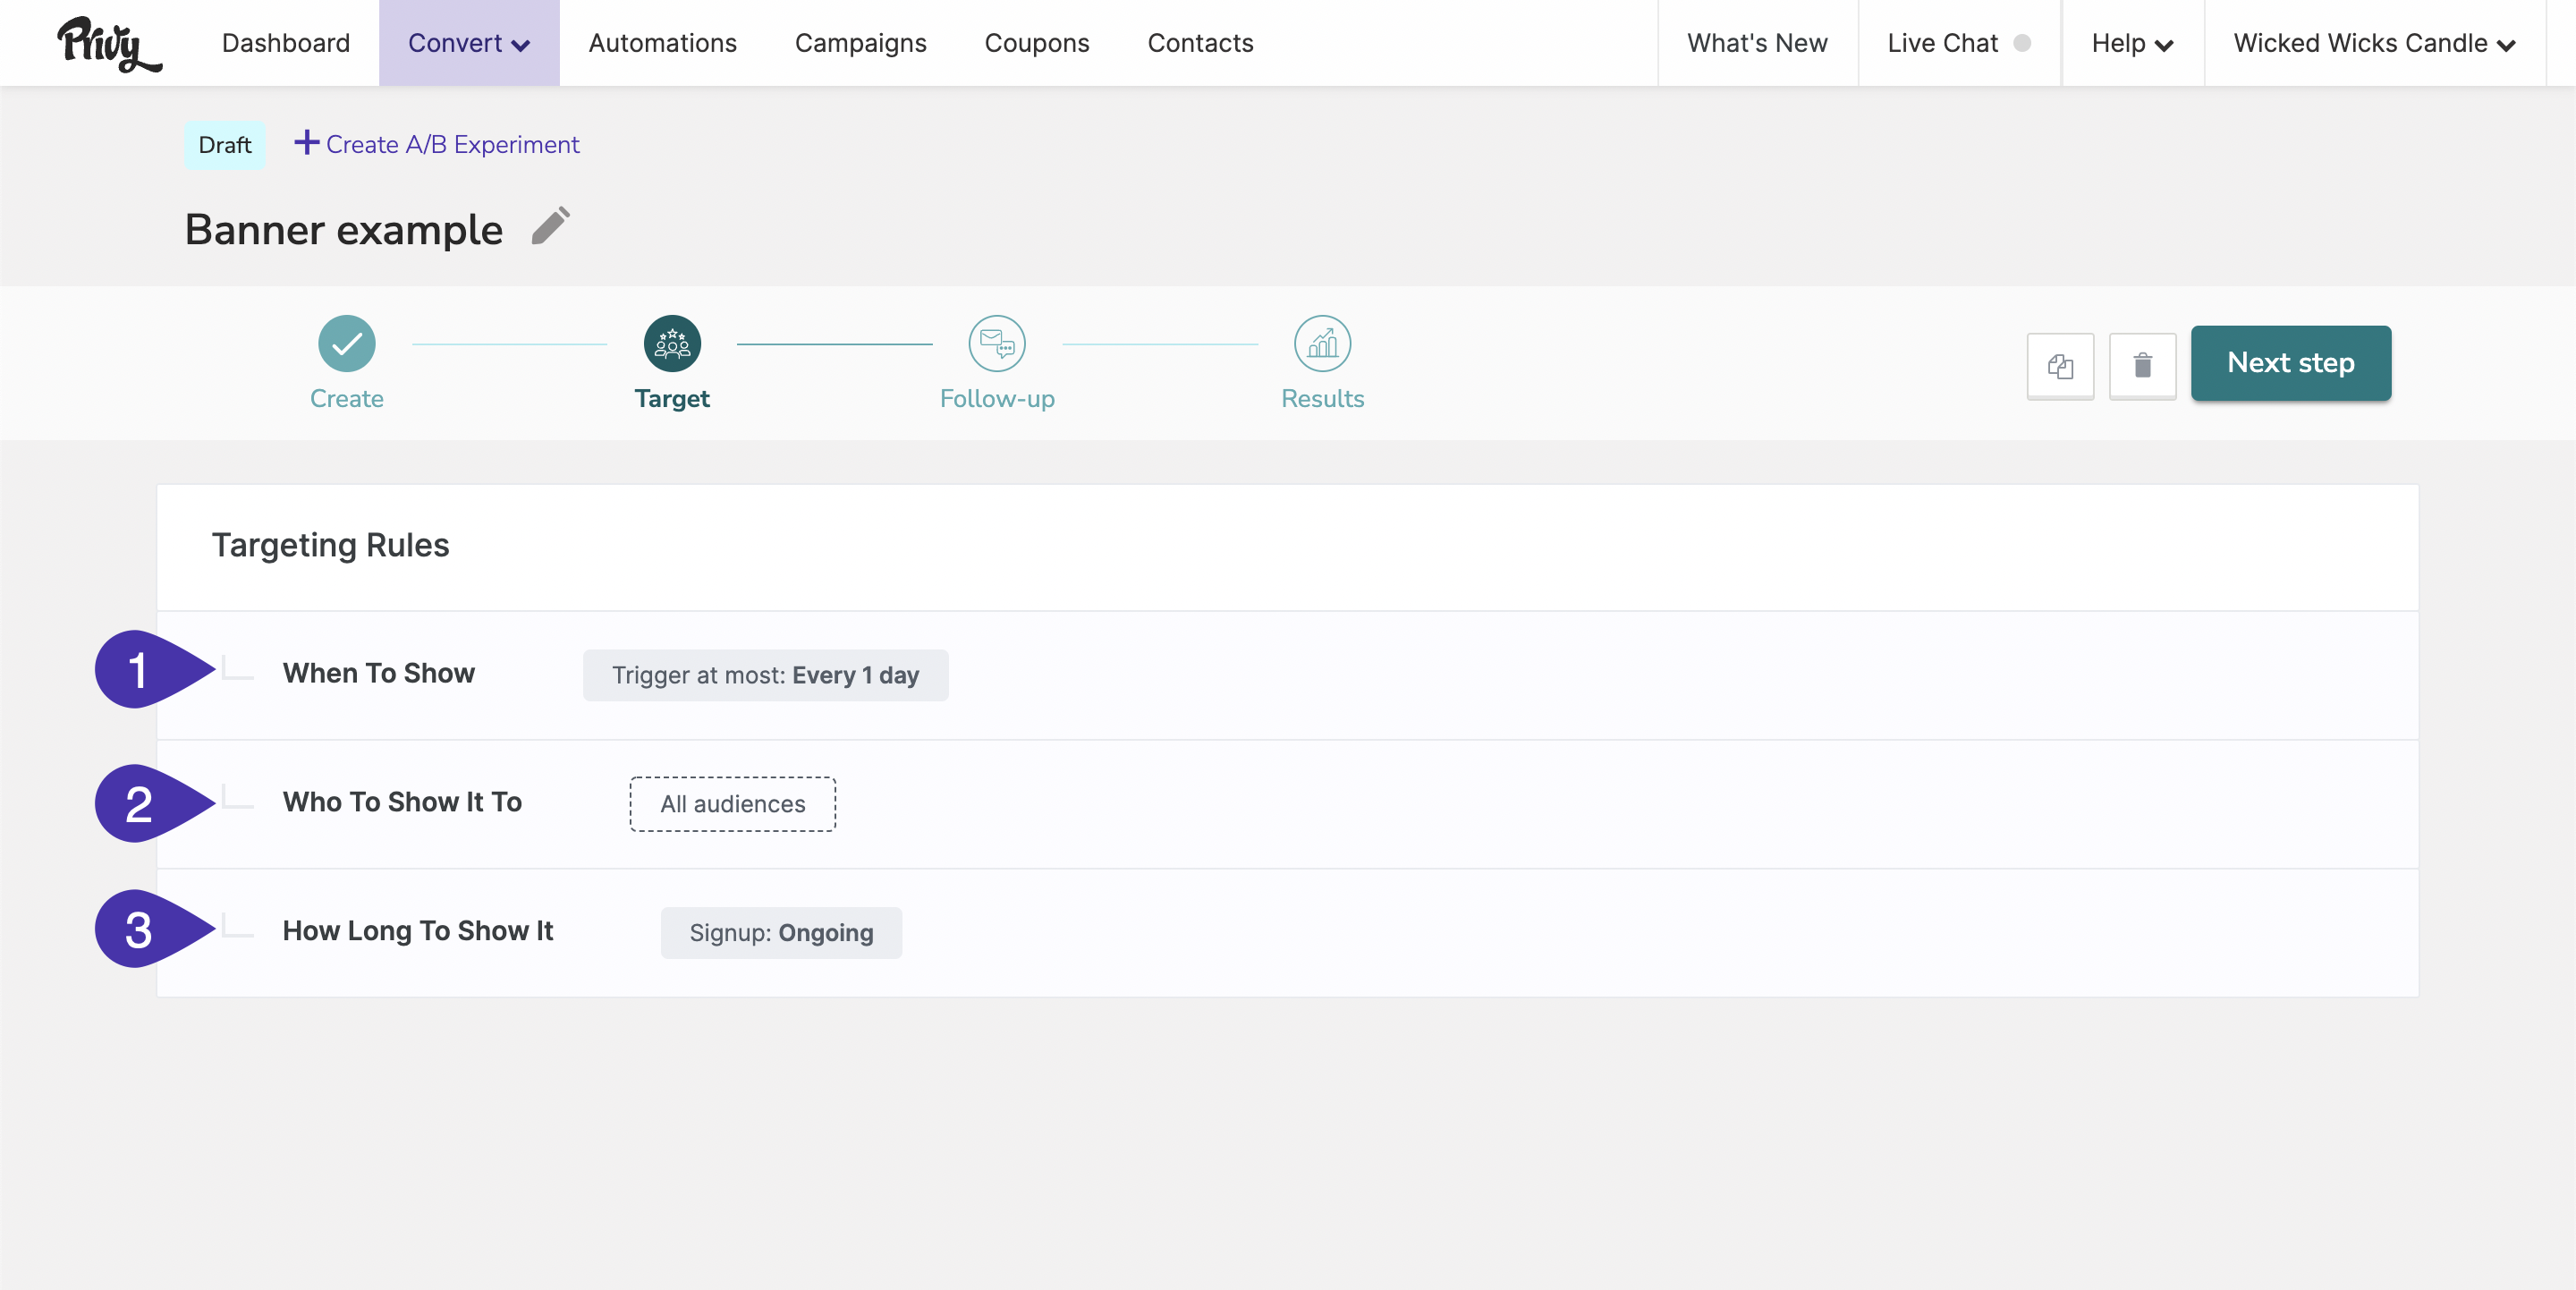 Privy Dashboard Convert Automations Campaigns Coupons Contacts What's New Live Chat Help Wicked Wicks Candle
Draft Create A/B Experiment
Banner example
Create Target Follow-up Results Next step
Targeting Rules
1 When To Show Trigger at most: Every 1 day
2 Who To Show It To All audiences
3 How Long To Show It Signup: Ongoing